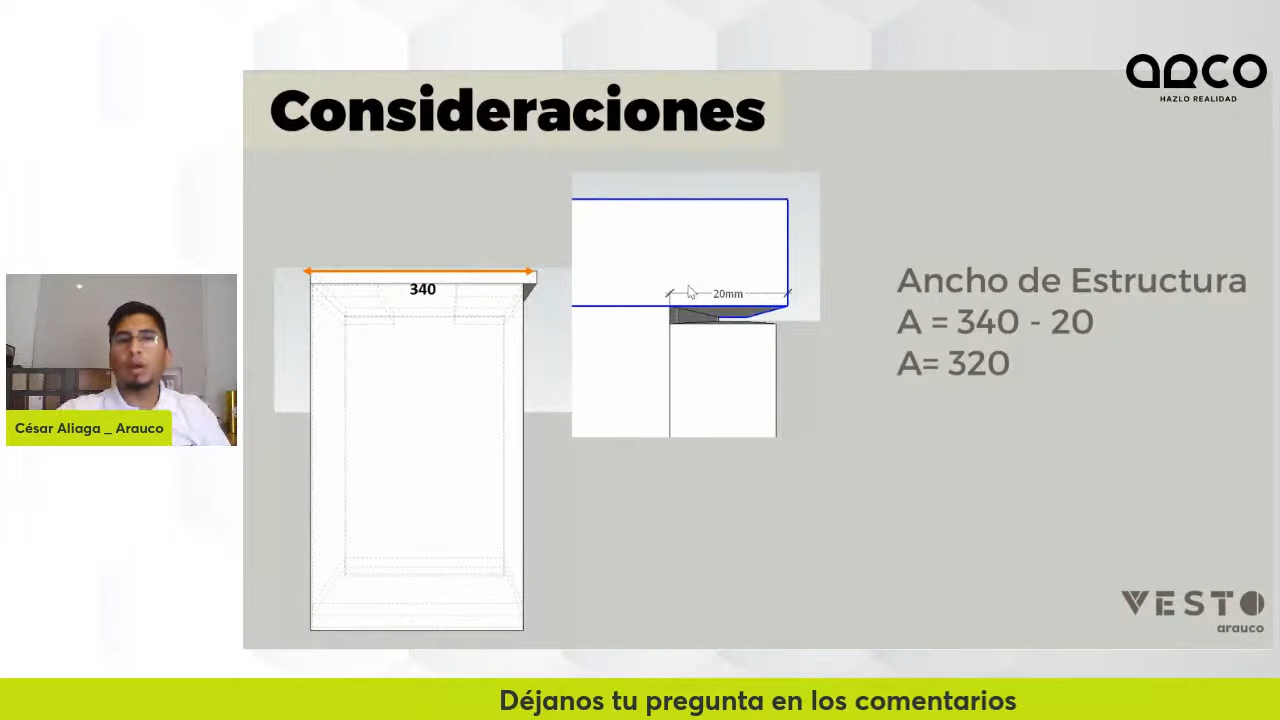 arco
HAZLO REALIDAD
Consideraciones
340
20mm
Ancho de Estructura
A = 340 - 20
A= 320
César Aliaga _ Arauco
VESTO
arauco
Déjanos tu pregunta en los comentarios